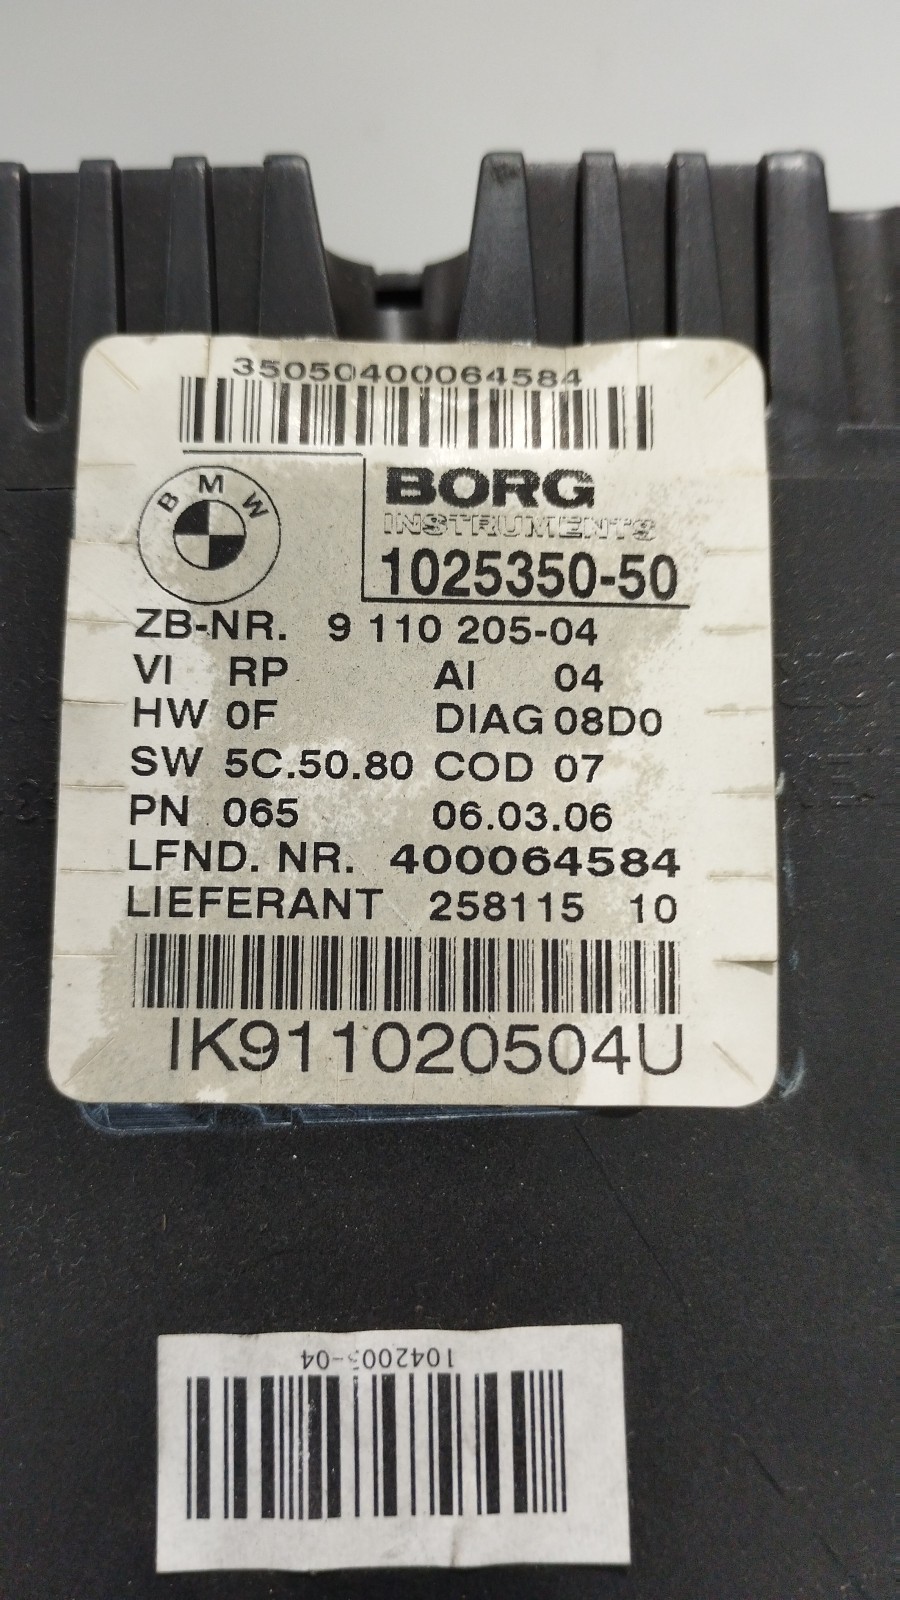 35050400064584
BMW
BORG
INSTRUMENTS
1025350-50
ZB-NR. 9 110 205-04
VI RP AI 04
HW 0F DIAG 08D0
SW 5C.50.80 COD 07
PN 065 06.03.06
LFND. NR. 400064584
LIEFERANT 258115 10
IK911020504U